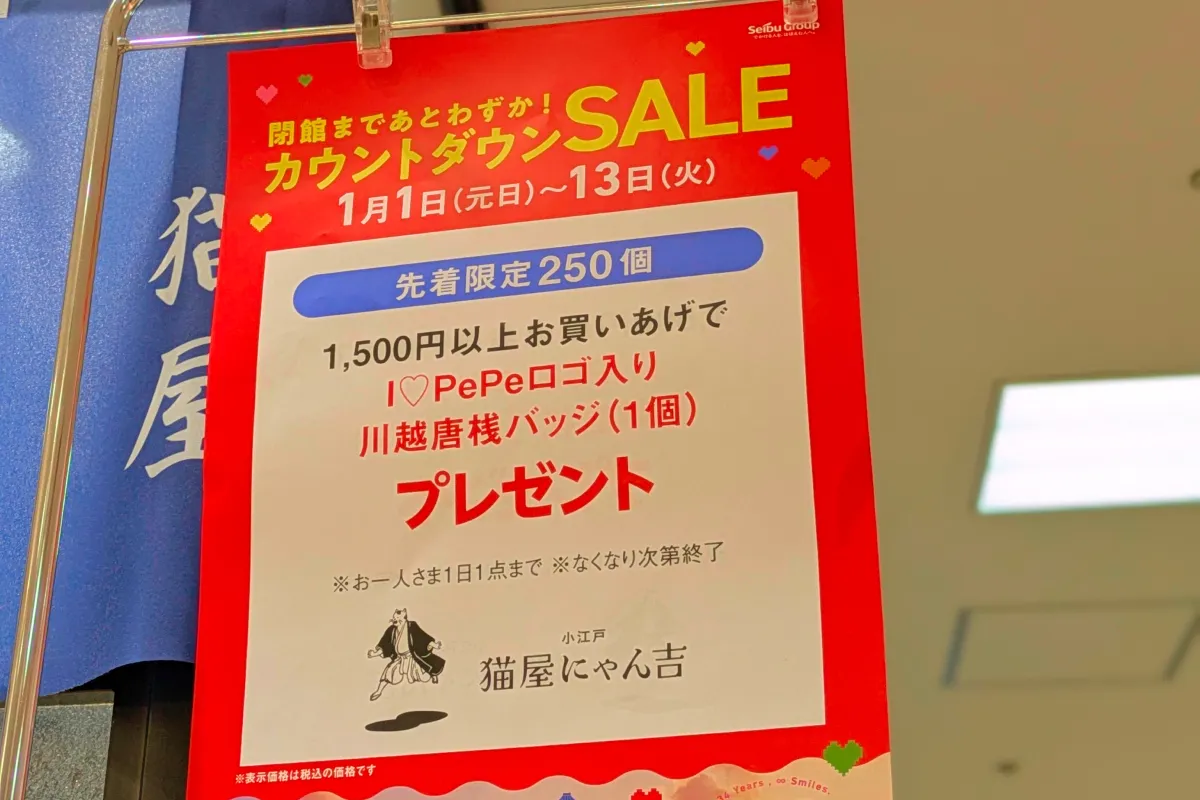 Seibu Group
閉館まであとわずか！
カウントダウンSALE
1月1日(元日)～13日(火)
先着限定250個
1,500円以上お買いあげで
I♡PePeロゴ入り
川越唐桟バッジ(1個)
プレゼント
※お一人さま1日1点まで ※なくなり次第終了
小江戸
猫屋にゃん吉
※表示価格は税込の価格です
34 Years, ∞ Smiles.
猫屋